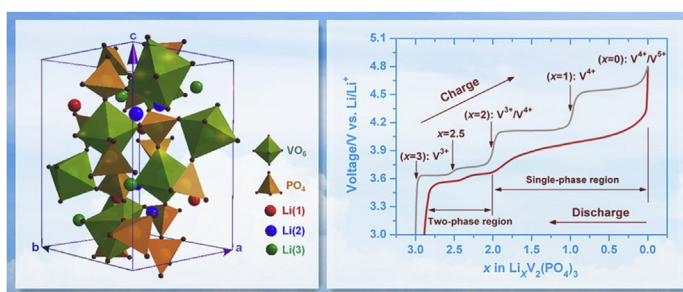 c
b
a
VO6
PO4
Li(1)
Li(2)
Li(3)
Voltage/V vs. Li/Li+
5.1
4.8
4.5
4.2
3.9
3.6
3.3
3.0
3.0
2.5
2.0
1.5
1.0
0.5
0.0
x in LiXV2(PO4)3
Charge
(x=0): V4+/V5+
(x=1): V4+
(x=2): V3+/V4+
x=2.5
(x=3): V3+
Single-phase region
Two-phase region
Discharge